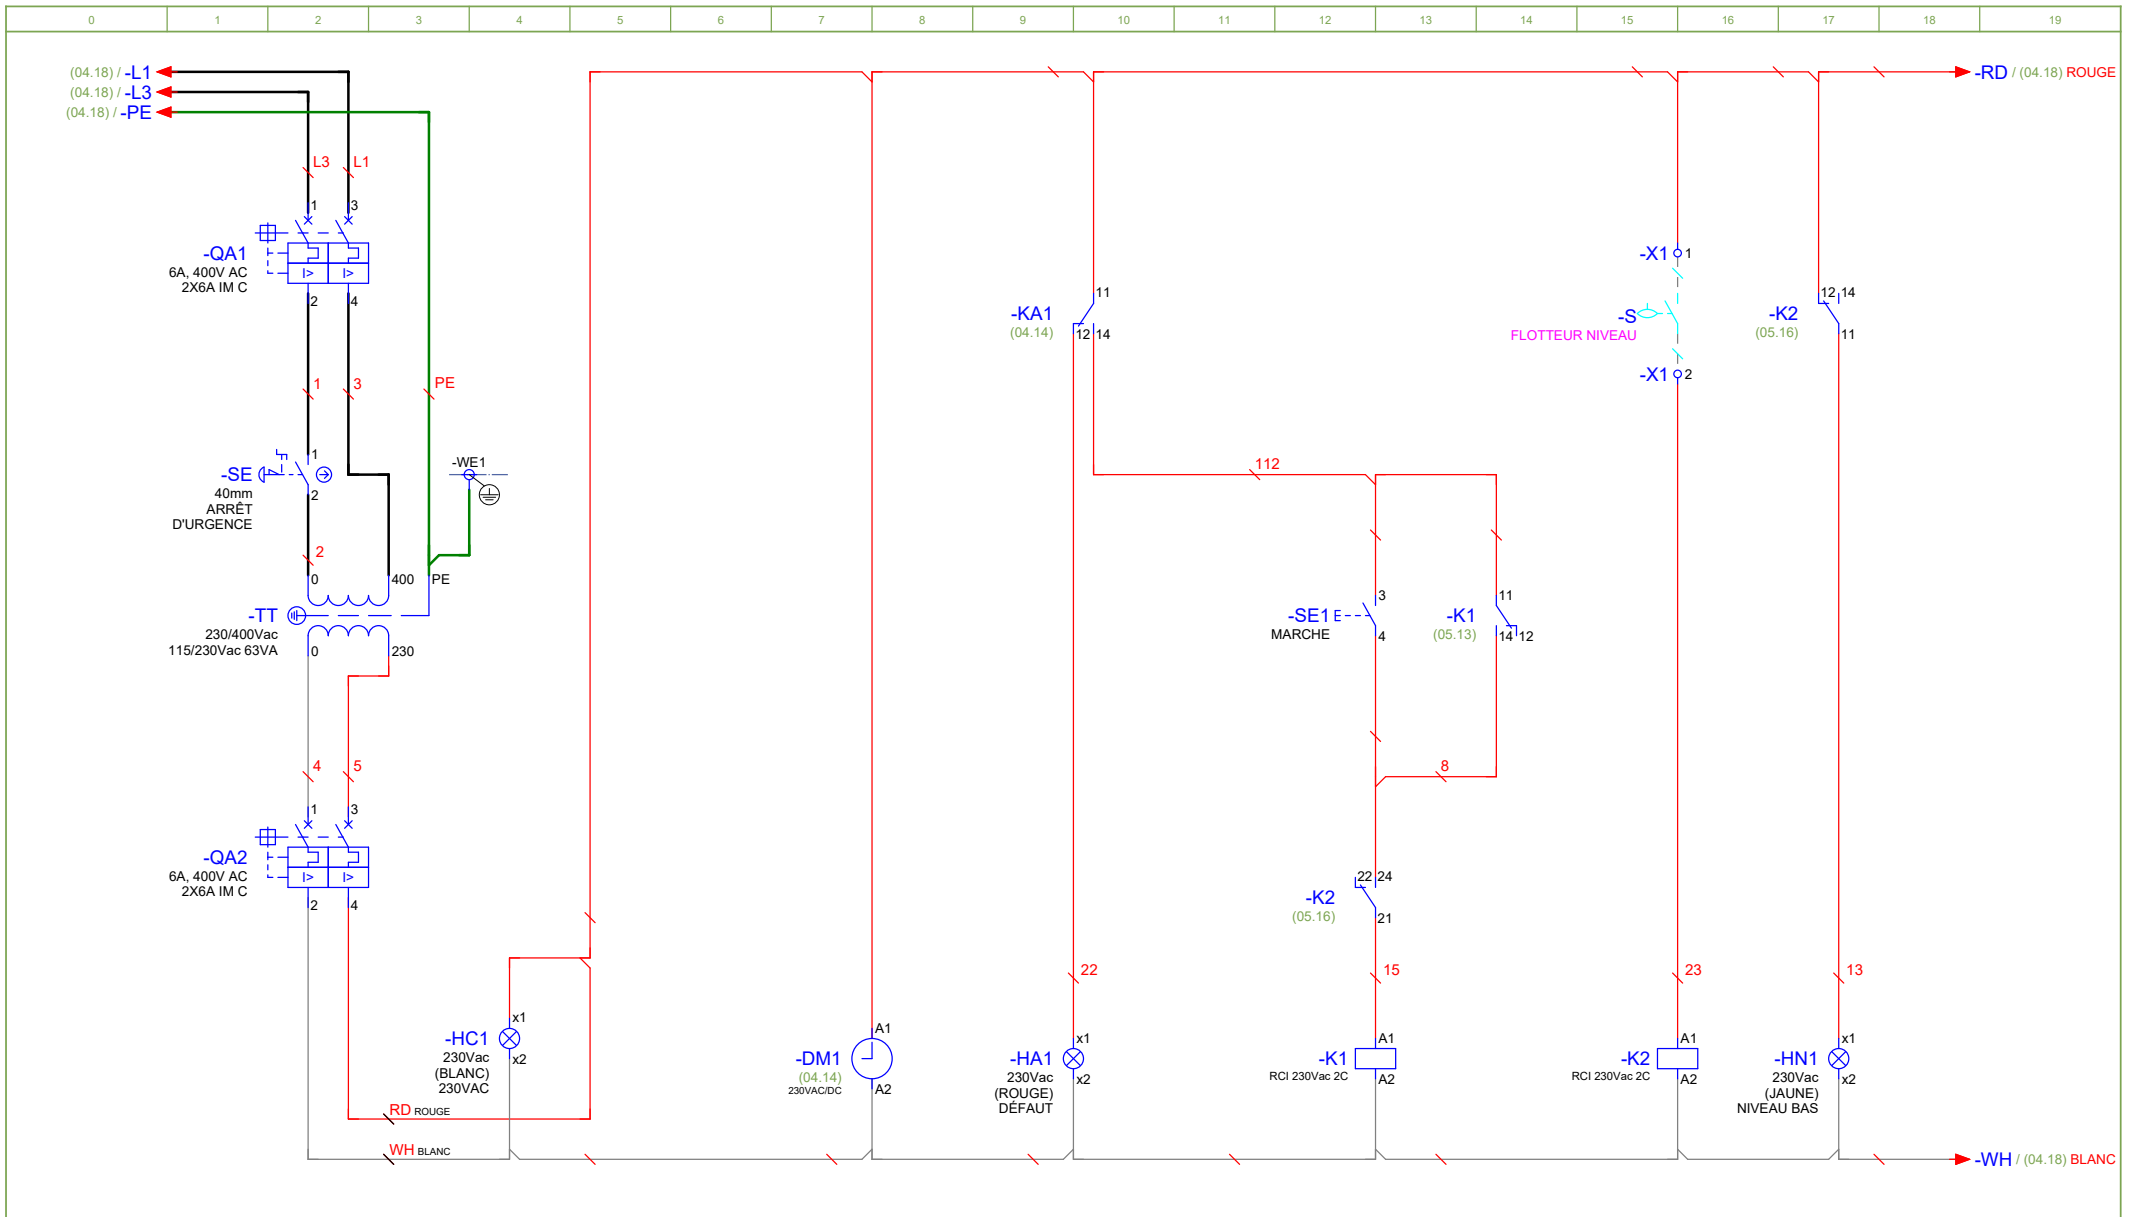 0 1 2 3 4 5 6 7 8 9 10 11 12 13 14 15 16 17 18 19
(04.18) / -L1
(04.18) / -L3
(04.18) / -PE
-RD / (04.18) ROUGE
L3 L1
1 3
-QA1
6A, 400V AC
2X6A IM C
I> I>
2 4
1 3 PE
-SE
40mm
ARRÊT
D'URGENCE
1
2
-WE1
2
0 400 PE
-TT
230/400Vac
115/230Vac 63VA
0 230
4 5
1 3
-QA2
6A, 400V AC
2X6A IM C
I> I>
2 4
-HC1
230Vac
(BLANC)
230VAC
x1
x2
RD ROUGE
WH BLANC
-DM1
(04.14)
230VAC/DC
A1
A2
-KA1
(04.14)
11
12 14
22
-HA1
230Vac
(ROUGE)
DÉFAUT
x1
x2
112
-SE1
MARCHE
3
4
-K1
(05.13)
11
14 12
8
-K2
(05.16)
22 24
21
15
-K1
RCI 230Vac 2C
A1
A2
-X1 1
-S
FLOTTEUR NIVEAU
-X1 2
23
-K2
RCI 230Vac 2C
A1
A2
-K2
(05.16)
12 14
11
13
-HN1
230Vac
(JAUNE)
NIVEAU BAS
x1
x2
-WH / (04.18) BLANC